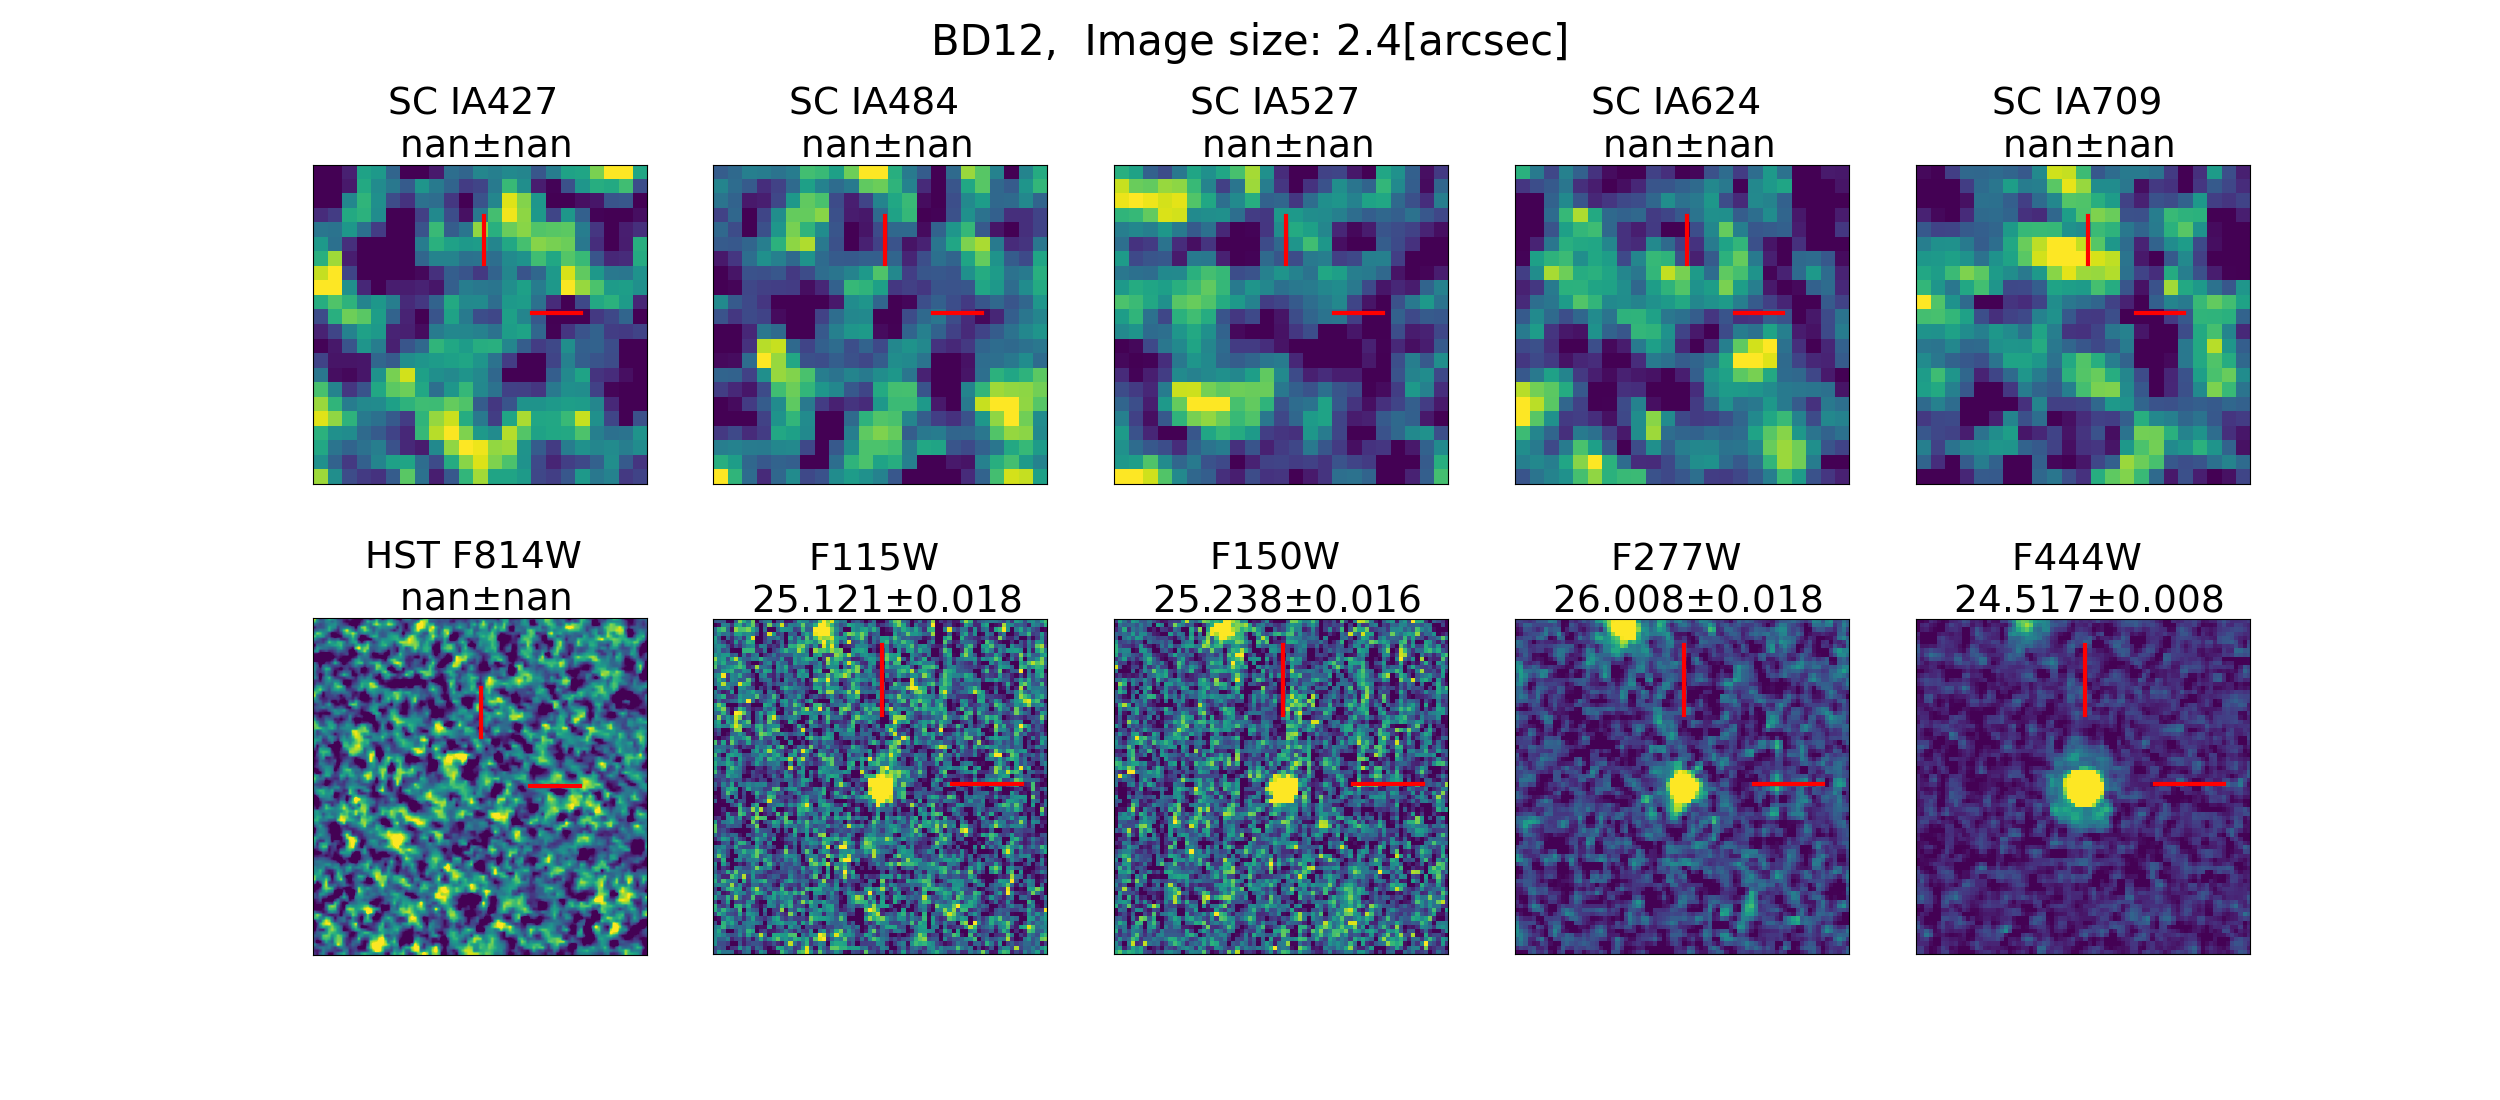 BD12,  Image size: 2.4[arcsec]
SC IA427
nan±nan
SC IA484
nan±nan
SC IA527
nan±nan
SC IA624
nan±nan
SC IA709
nan±nan
HST F814W
nan±nan
F115W
25.121±0.018
F150W
25.238±0.016
F277W
26.008±0.018
F444W
24.517±0.008